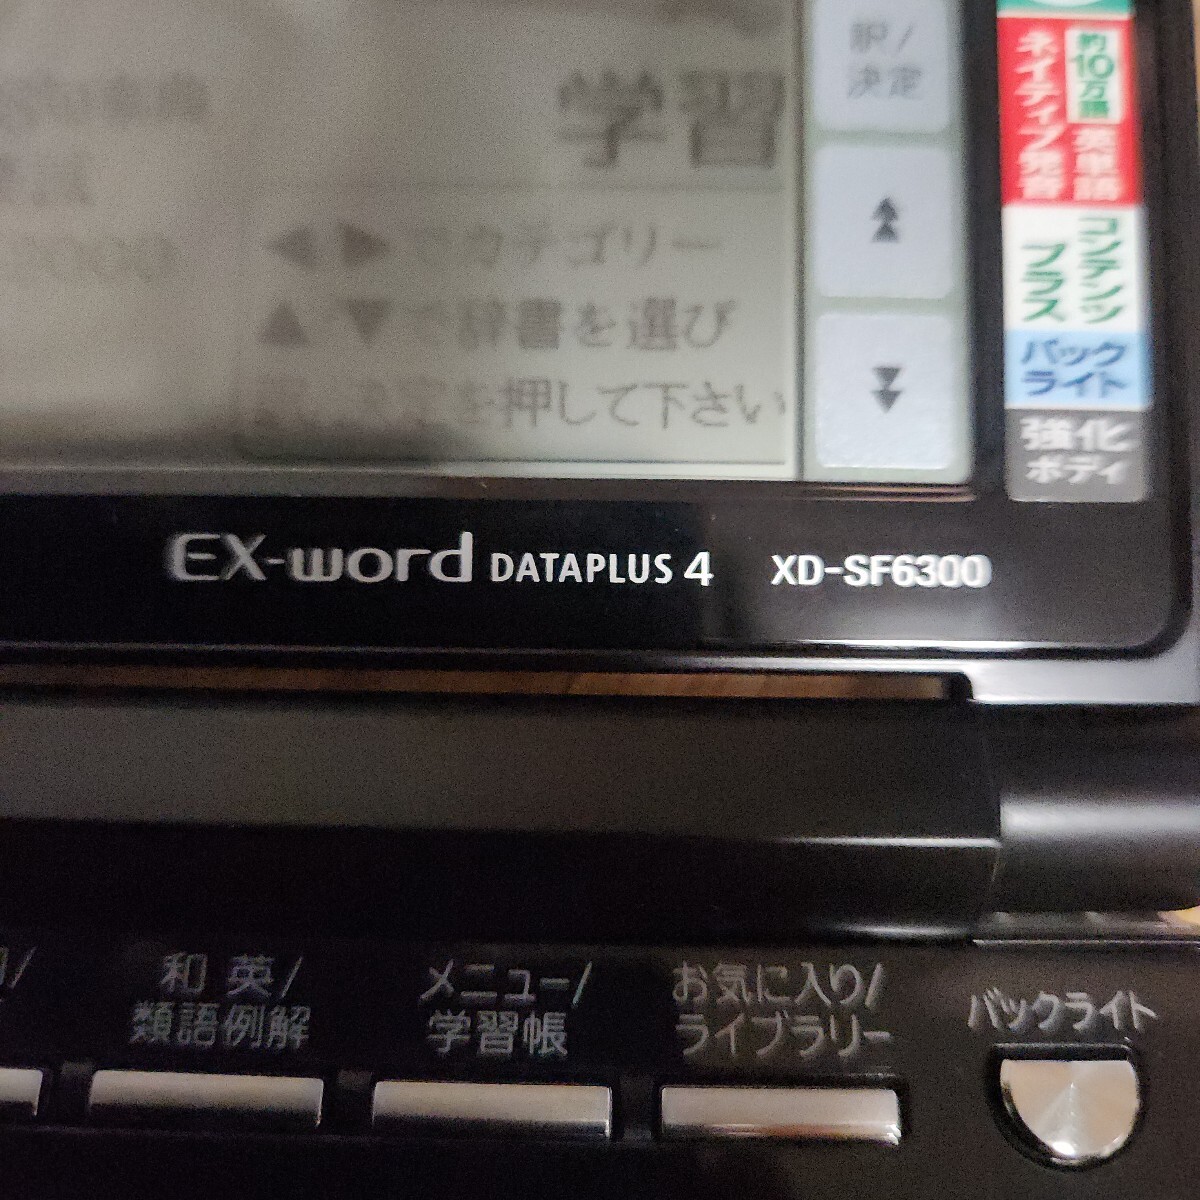 学習
カテゴリー
辞書を選び
を押して下さい
訳/
決定
約10万語
英単語
ネイティブ発音
コンテンツ
プラス
バック
ライト
強化
ボディ
EX-word DATAPLUS 4 XD-SF6300
和英/
類語例解
メニュー/
学習帳
お気に入り/
ライブラリー
バックライト